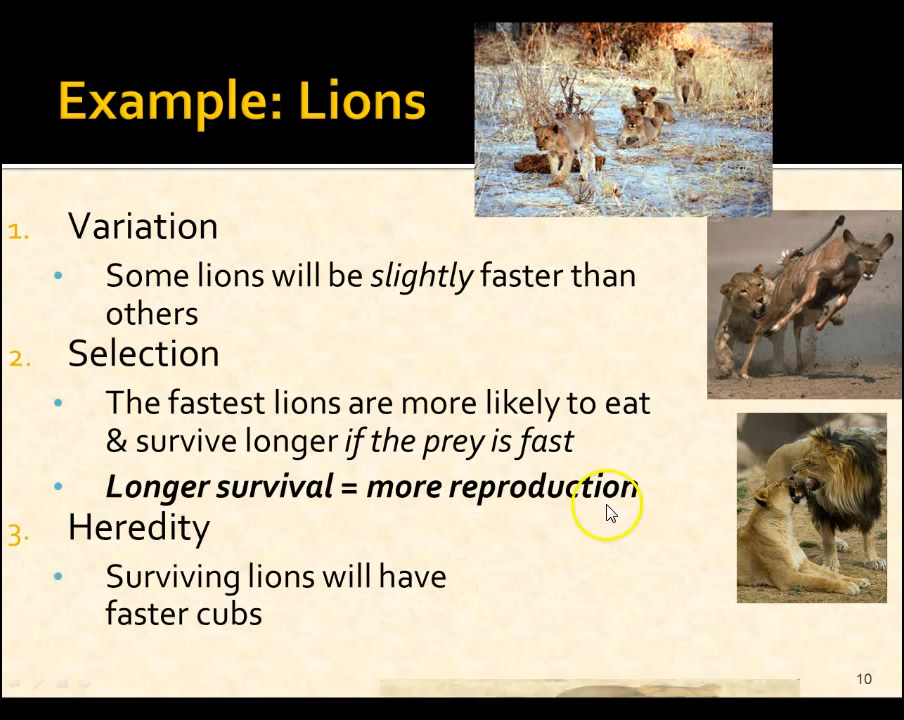 Example: Lions
1. Variation
• Some lions will be slightly faster than
others
2. Selection
• The fastest lions are more likely to eat
& survive longer if the prey is fast
• Longer survival = more reproduction
3. Heredity
• Surviving lions will have
faster cubs
10